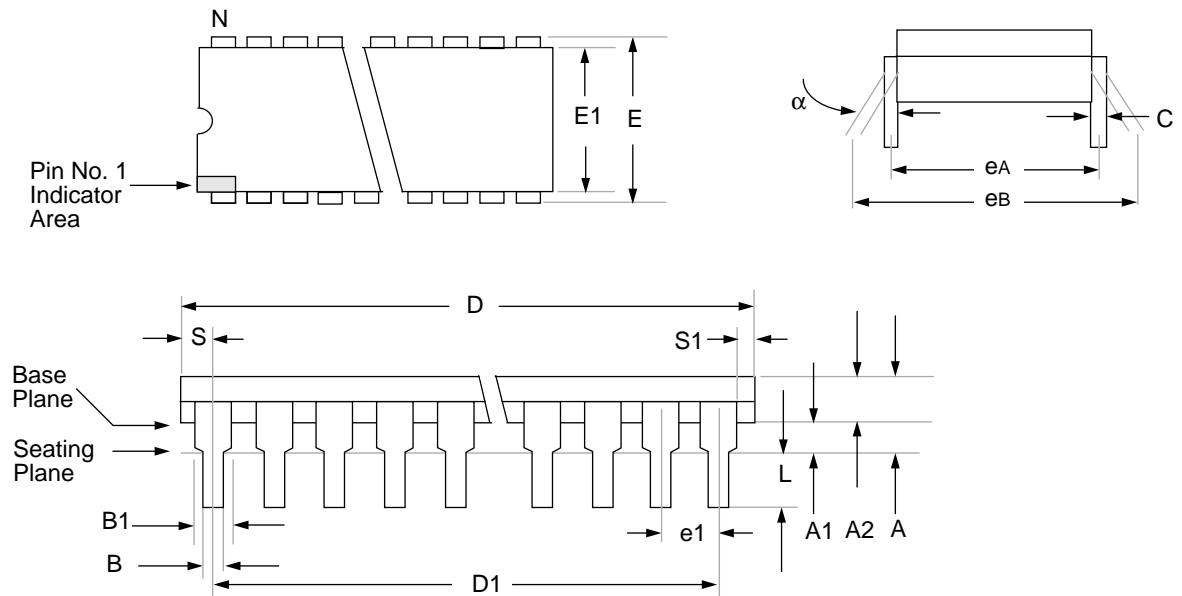 N
E1
E
Pin No. 1
Indicator
Area
α
C
eA
eB
D
S
S1
Base
Plane
Seating
Plane
L
B1
e1
A1
A2
A
B
D1